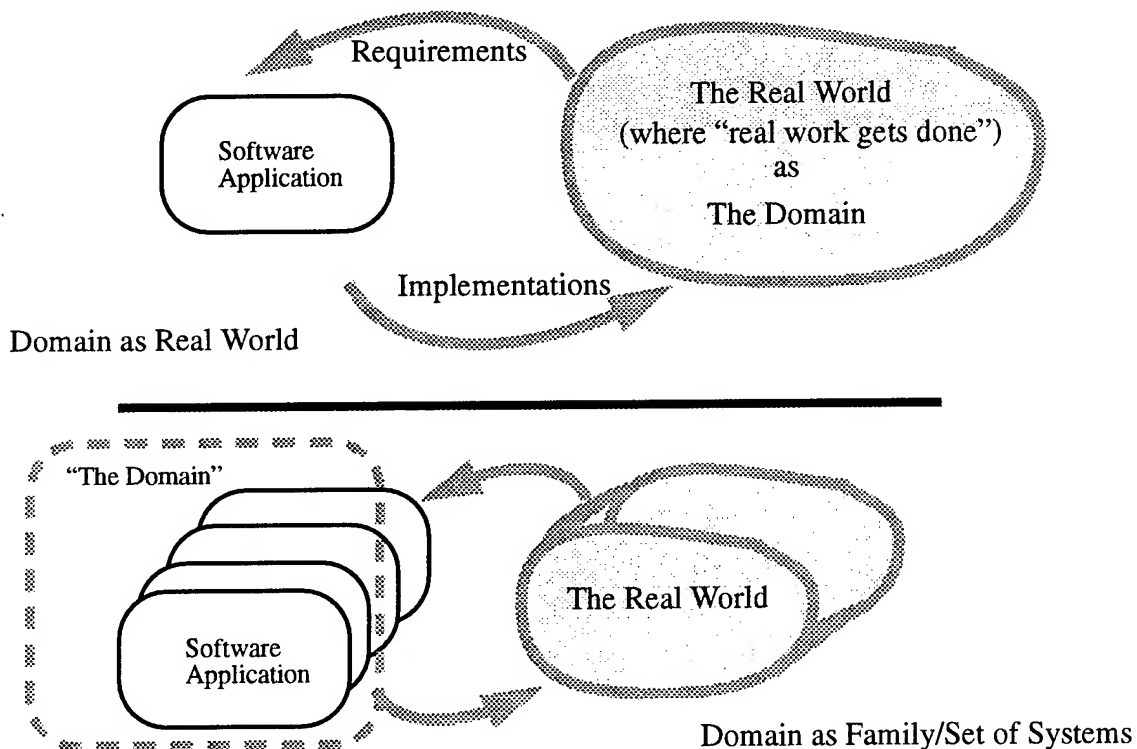 Requirements
The Real World
(where “real work gets done”)
as
The Domain
Software
Application
Implementations
Domain as Real World
“The Domain”
The Real World
Software
Application
Domain as Family/Set of Systems